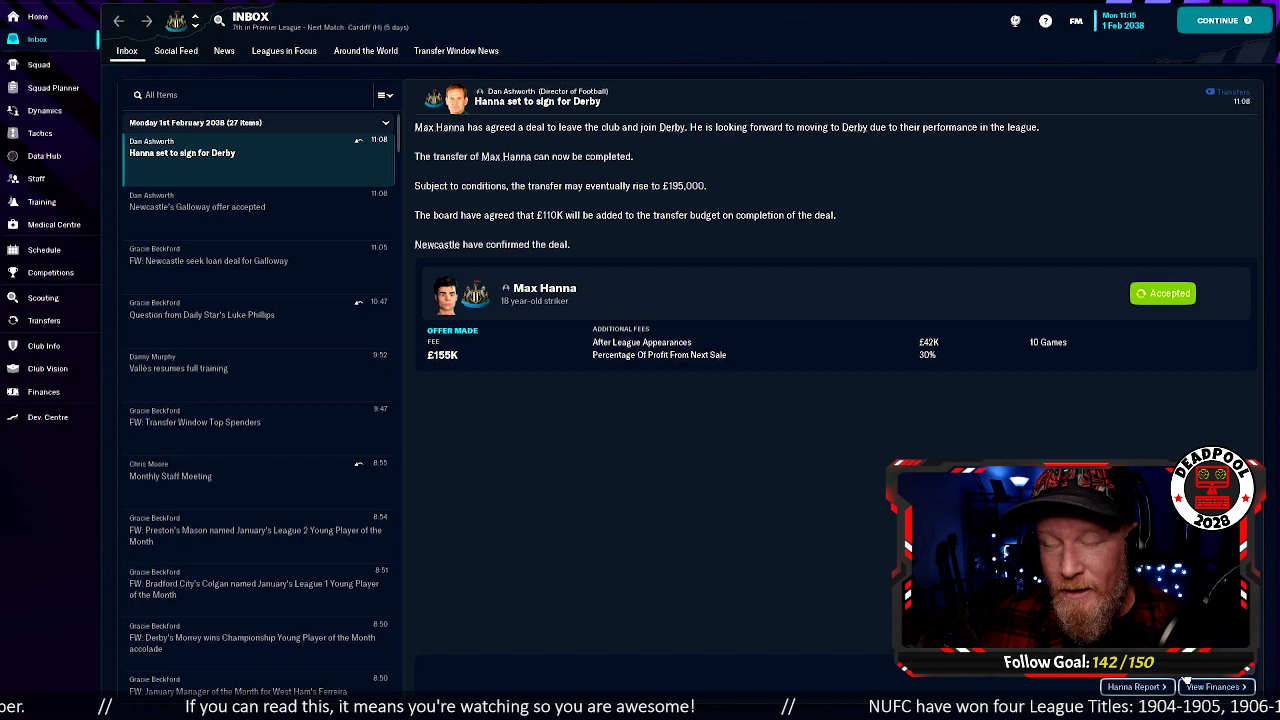 INBOX
7th in Premier League - Next Match: Cardiff (H) (5 days)
FM
Mon 11:15
1 Feb 2038
CONTINUE
Home
Inbox
Squad
Squad Planner
Dynamics
Tactics
Data Hub
Staff
Training
Medical Centre
Schedule
Competitions
Scouting
Transfers
Club Info
Club Vision
Finances
Dev. Centre
Inbox
Social Feed
News
Leagues in Focus
Around the World
Transfer Window News
All Items
Monday 1st February 2038 (27 items)
Dan Ashworth 11:08
Hanna set to sign for Derby
Dan Ashworth 11:08
Newcastle's Galloway offer accepted
Gracie Beckford 11:05
FW: Newcastle seek loan deal for Galloway
Gracie Beckford 10:47
Question from Daily Star's Luke Phillips
Danny Murphy 9:52
Vallès resumes full training
Gracie Beckford 9:47
FW: Transfer Window Top Spenders
Chris Moore 8:55
Monthly Staff Meeting
Gracie Beckford 8:54
FW: Preston's Mason named January's League 2 Young Player of the
Month
Gracie Beckford 8:51
FW: Bradford City's Colgan named January's League 1 Young Player
of the Month
Gracie Beckford 8:50
FW: Derby's Morrey wins Championship Young Player of the Month
accolade
Gracie Beckford 8:50
FW: January Manager of the Month for West Ham's Ferreira
Dan Ashworth (Director of Football)
Hanna set to sign for Derby
Transfers
11:08
Max Hanna has agreed a deal to leave the club and join Derby. He is looking forward to moving to Derby due to their performance in the league.
The transfer of Max Hanna can now be completed.
Subject to conditions, the transfer may eventually rise to £195,000.
The board have agreed that £110K will be added to the transfer budget on completion of the deal.
Newcastle have confirmed the deal.
Max Hanna
18 year-old striker
Accepted
OFFER MADE
FEE
£155K
ADDITIONAL FEES
After League Appearances £42K 10 Games
Percentage Of Profit From Next Sale 30%
DEADPOOL
2028
Follow Goal: 142 / 150
Hanna Report
View Finances
per. // If you can read this, it means you're watching so you are awesome! // NUFC have won four League Titles: 1904-1905, 1906-1